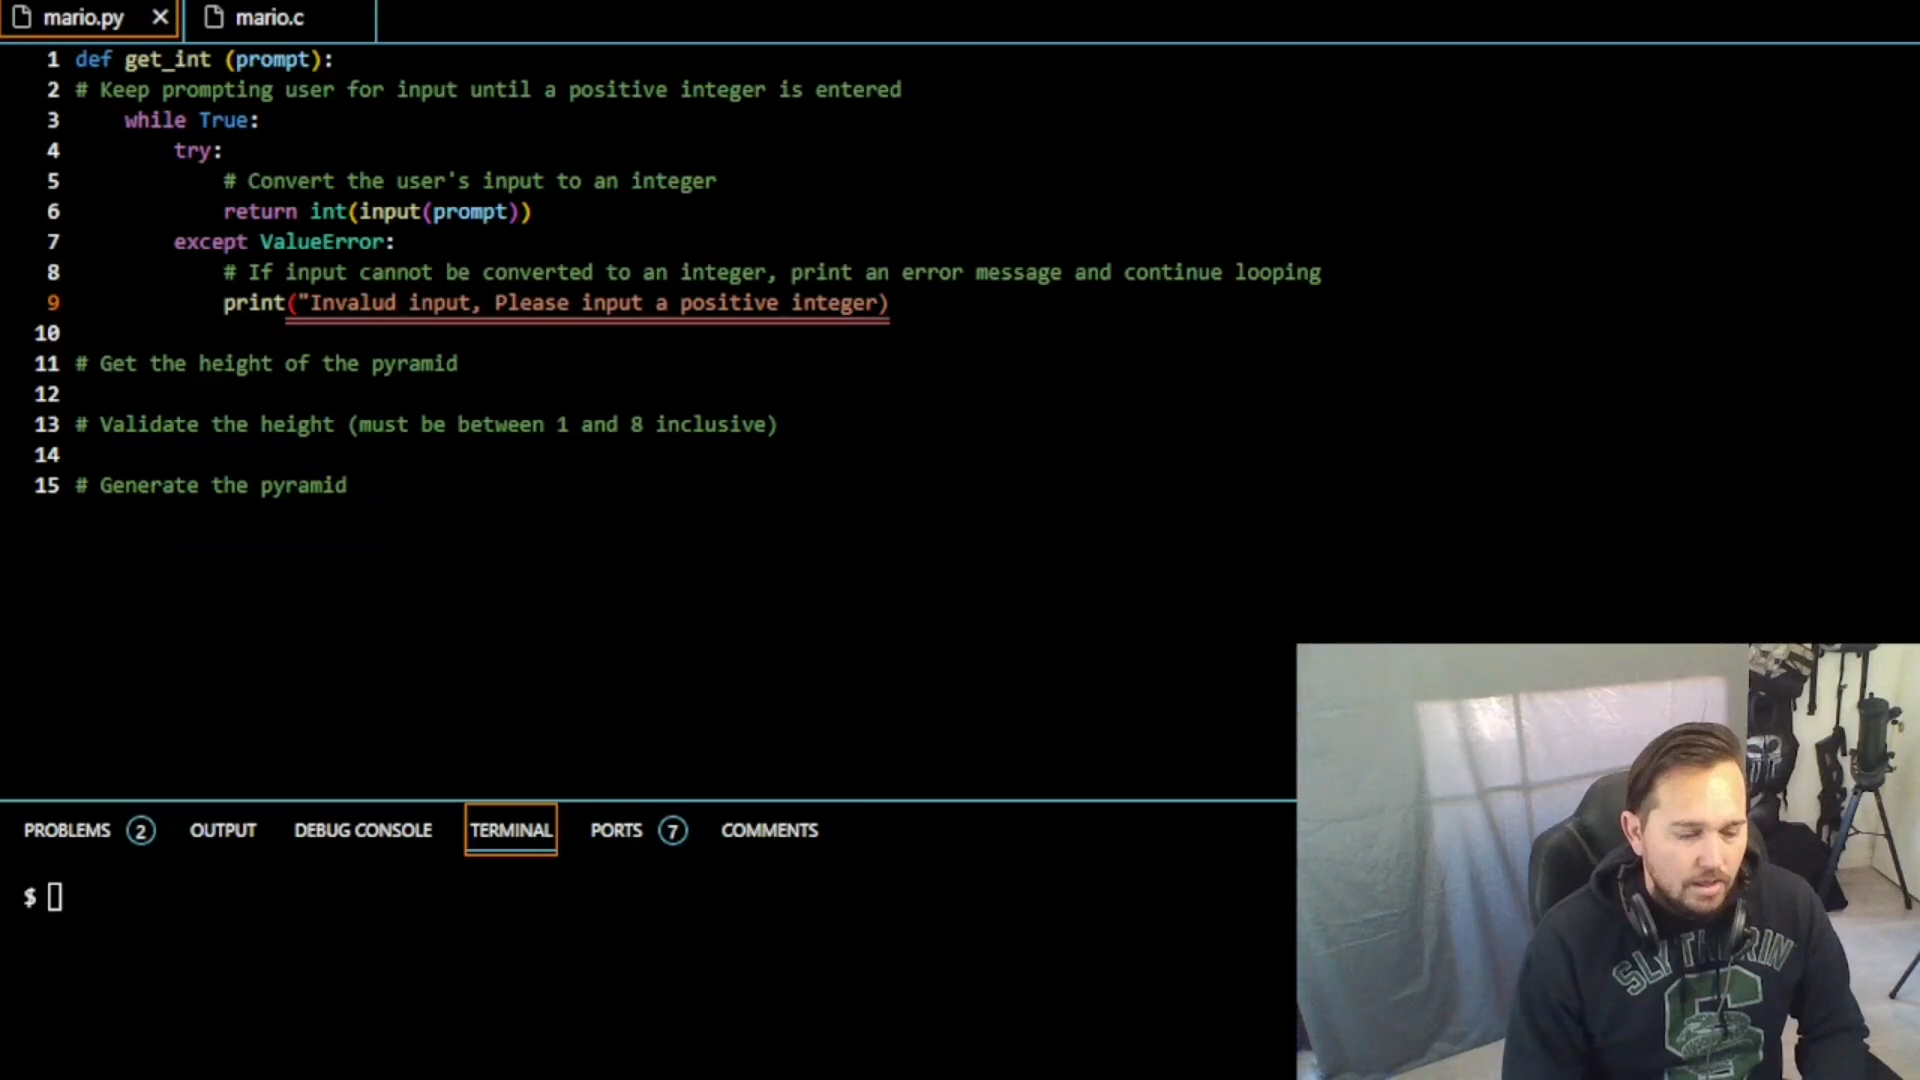 mario.py
mario.c
1 def get_int (prompt):
2 # Keep prompting user for input until a positive integer is entered
3 while True:
4 try:
5 # Convert the user's input to an integer
6 return int(input(prompt))
7 except ValueError:
8 # If input cannot be converted to an integer, print an error message and continue looping
9 print("Invalud input, Please input a positive integer)
10
11 # Get the height of the pyramid
12
13 # Validate the height (must be between 1 and 8 inclusive)
14
15 # Generate the pyramid
PROBLEMS 2 OUTPUT DEBUG CONSOLE TERMINAL PORTS 7 COMMENTS
$
SLYTHERIN